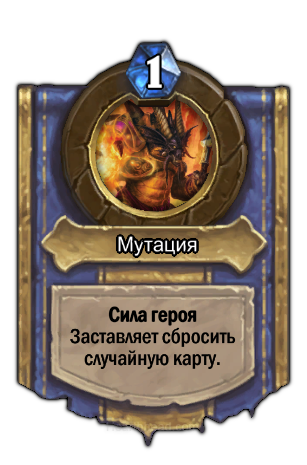 1
Мутация
Сила героя
Заставляет сбросить
случайную карту.